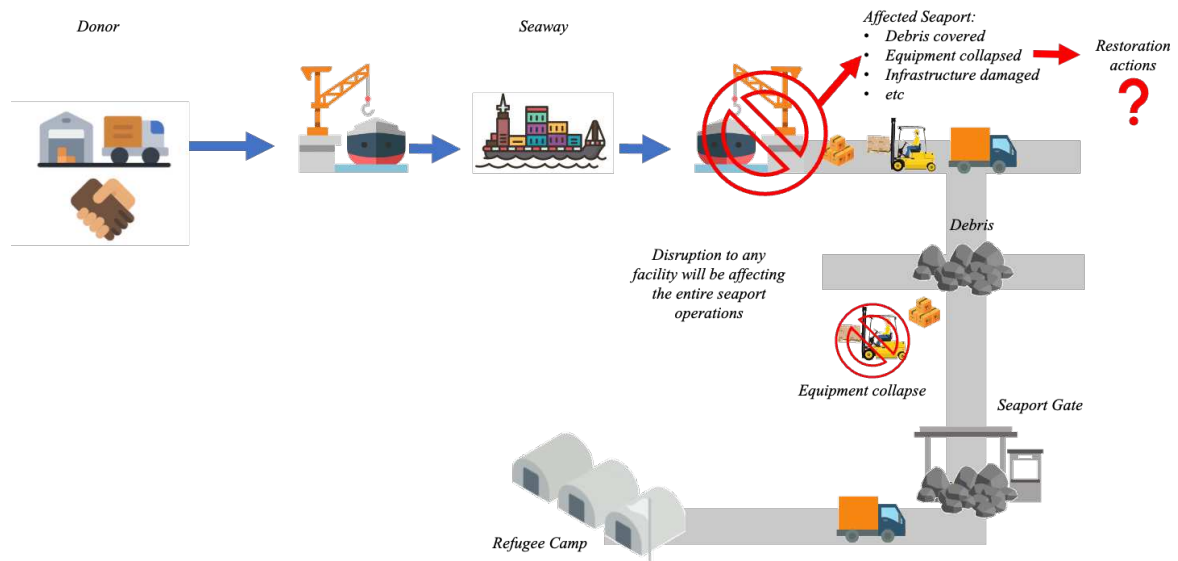 Donor
Seaway
Affected Seaport:
• Debris covered
• Equipment collapsed
• Infrastructure damaged
• etc
Restoration
actions
?
Debris
Disruption to any
facility will be affecting
the entire seaport
operations
Equipment collapse
Seaport Gate
Refugee Camp